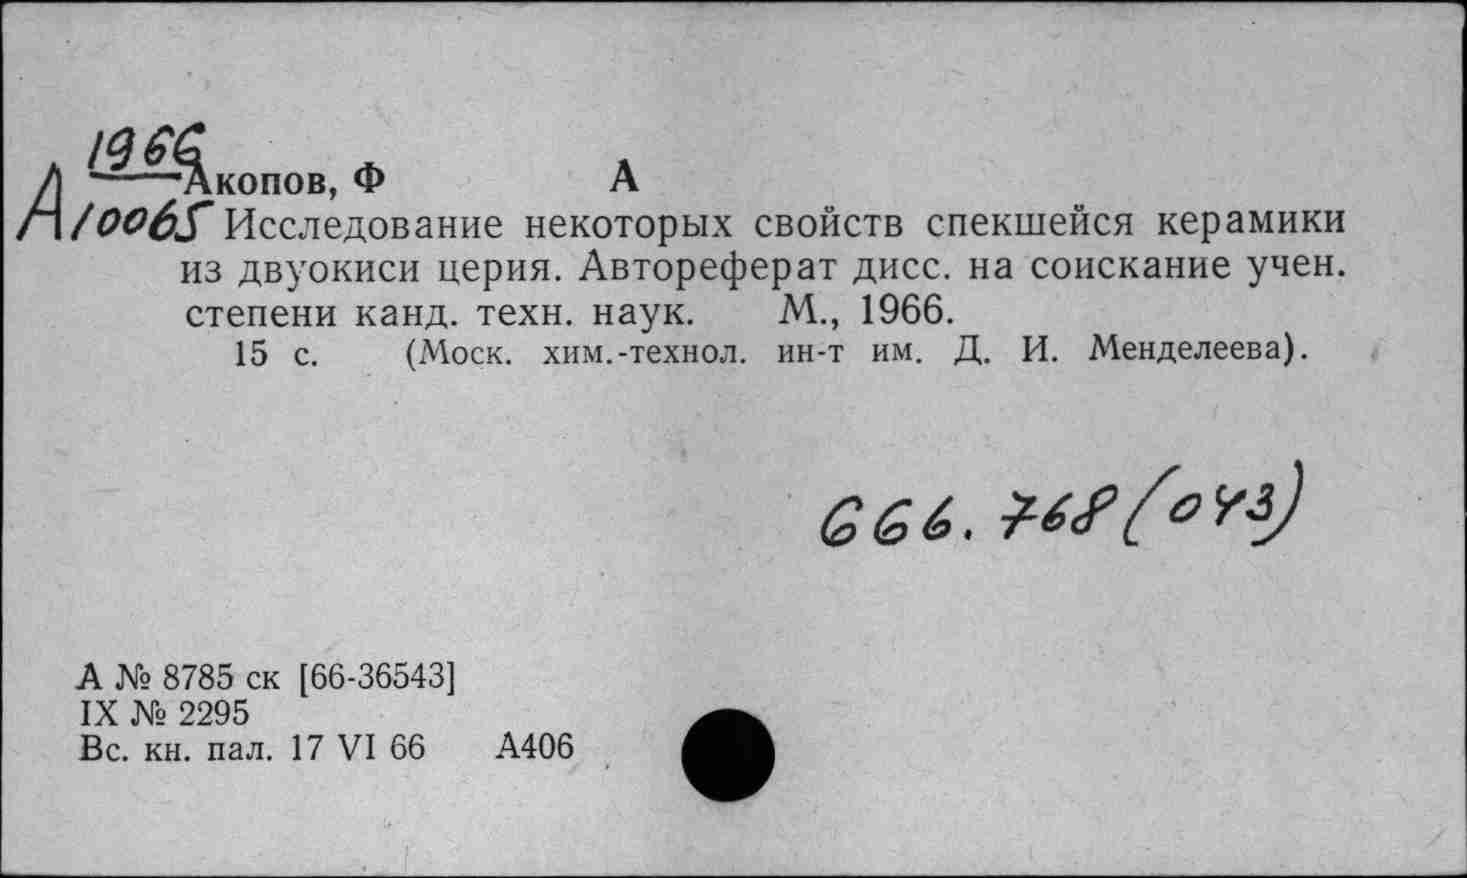 1966
Акопов, Ф А
А10065 Исследование некоторых свойств спекшейся керамики
из двуокиси церия. Автореферат дисс. на соискание учен.
степени канд. техн. наук. М., 1966.
15 с. (Моск. хим.-технол. ин-т им. Д. И. Менделеева).
666.768(043)
А № 8785 ск [66-36543]
IX № 2295
Вс. кн. пал. 17 VI 66 А406